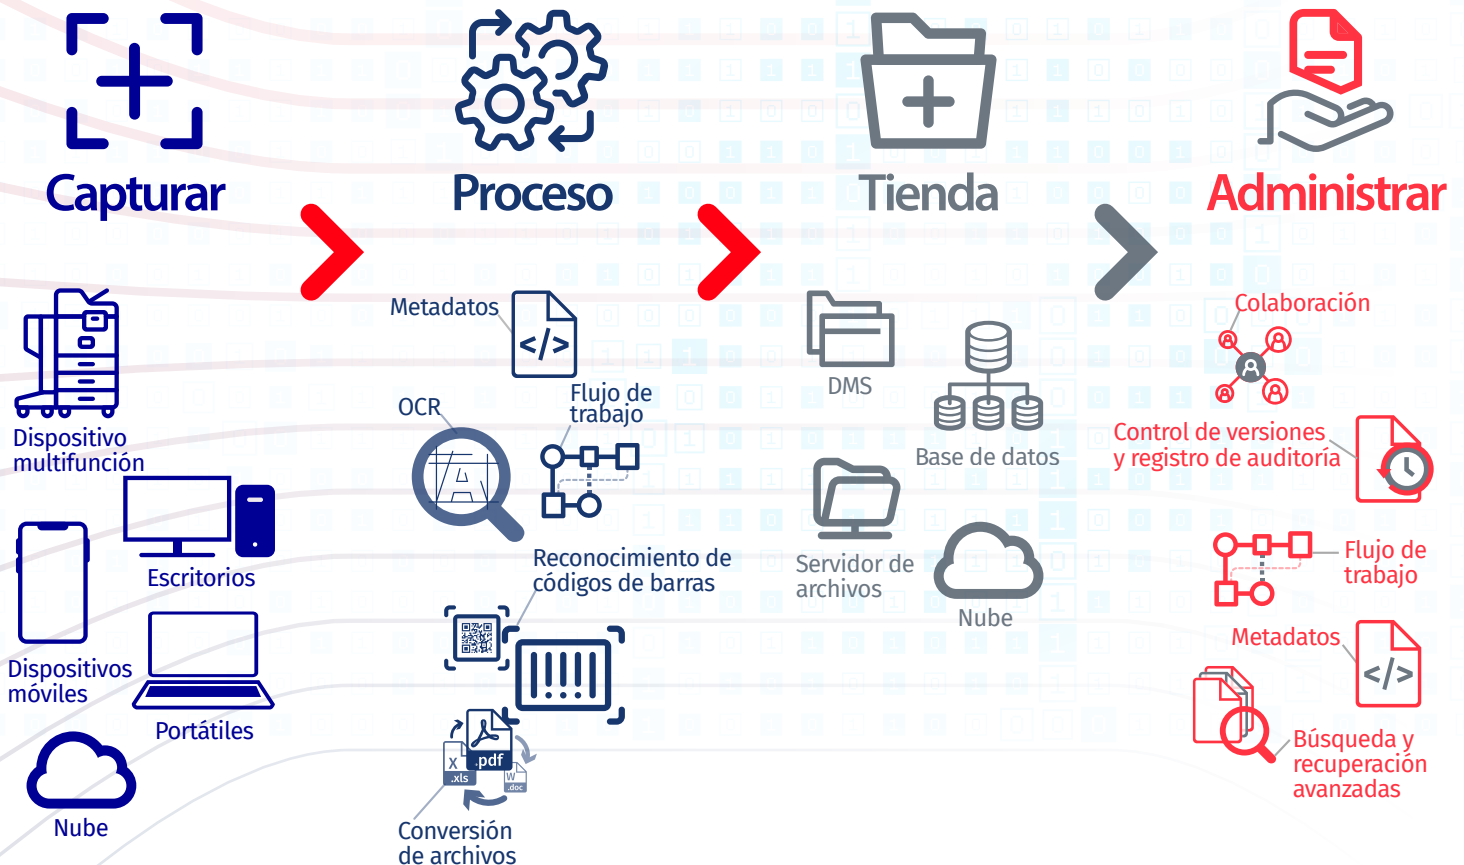 Capturar
Dispositivo
multifunción
Escritorios
Dispositivos
móviles
Portátiles
Nube
Proceso
Metadatos
</>
OCR
A
Flujo de
trabajo
Reconocimiento de
códigos de barras
.pdf
X
.xls
W
.doc
Conversión
de archivos
Tienda
DMS
Base de datos
Servidor de
archivos
Nube
Administrar
Colaboración
Control de versiones
y registro de auditoría
Flujo de
trabajo
Metadatos
</>
Búsqueda y
recuperación
avanzadas